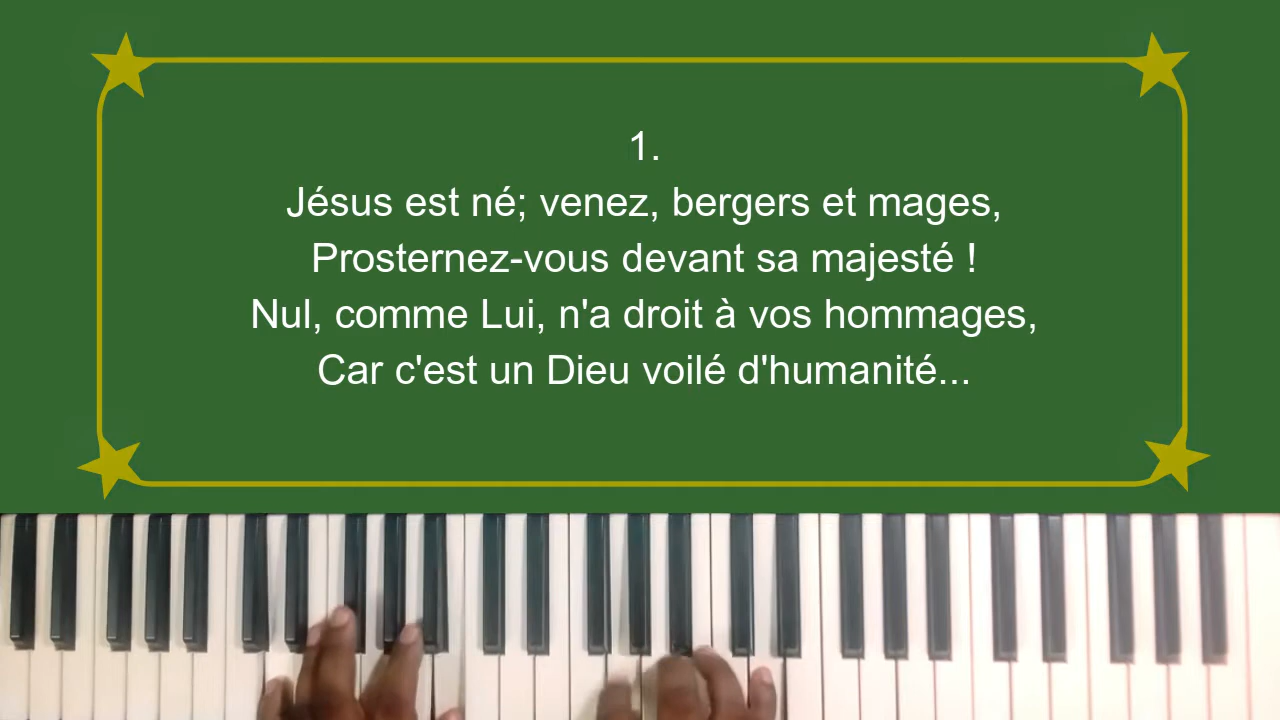 1.
Jésus est né; venez, bergers et mages,
Prosternez-vous devant sa majesté !
Nul, comme Lui, n'a droit à vos hommages,
Car c'est un Dieu voilé d'humanité...